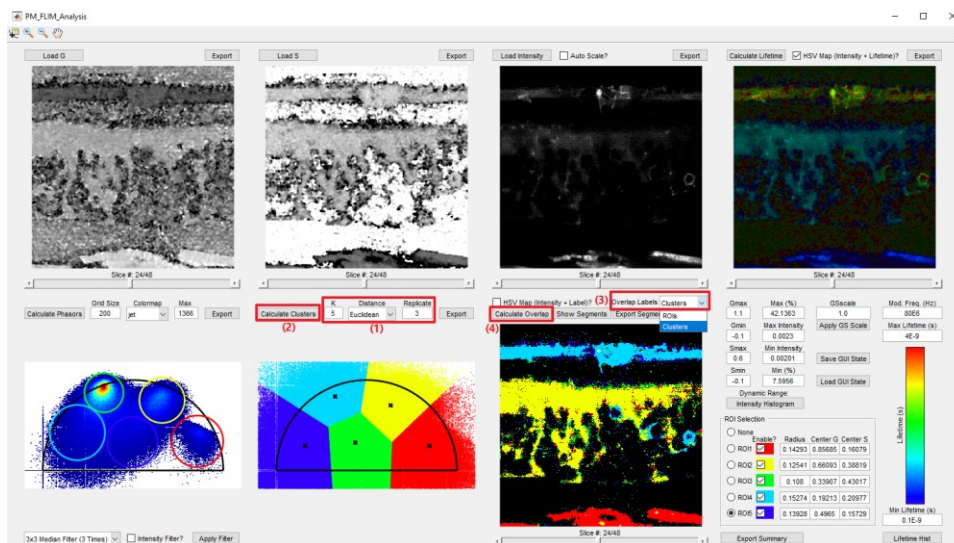 PM_FLIM_Analysis
Load G
Export
Load S
Export
Load Intensity
Auto Scale?
Export
Calculate Lifetime
HSV Map (Intensity + Lifetime)?
Export
Slice #: 24/48
Slice #: 24/48
Slice #: 24/48
Slice #: 24/48
Calculate Phasors
Grid Size
200
Colormap
jet
Max
1366
Export
Calculate Clusters
(2)
K
5
Distance
Euclidean
Replicate
3
(1)
Export
HSV Map (Intensity + Label)?
(3)
Overlap Labels
Clusters
ROIs
Clusters
Calculate Overlap
(4)
Show Segments
Export Segmen
Slice #: 24/48
Gmax
1.1
Max (%)
42.1363
GSscale
1.0
Mod. Freq. (Hz)
80E6
Gmin
-0.1
Max Intensity
0.0023
Apply GS Scale
Max Lifetime (s)
4E-9
Smax
0.6
Min Intensity
0.00201
Save GUI State
Smin
-0.1
Min (%)
7.5956
Load GUI State
Dynamic Range:
Intensity Histogram
ROI Selection
None
Enable? Radius Center G Center S
ROI1 0.14293 0.85685 0.16079
ROI2 0.12541 0.66093 0.38819
ROI3 0.108 0.33907 0.43017
ROI4 0.15274 0.19213 0.20977
ROI5 0.13928 0.4965 0.15729
Lifetime (s)
Min Lifetime (s)
0.1E-9
3x3 Median Filter (3 Times)
Intensity Filter?
Apply Filter
Export Summary
Lifetime Hist